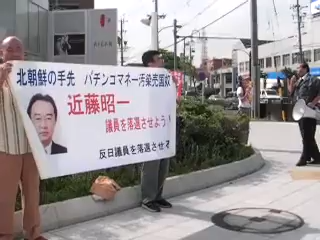 北朝鮮の手先 パチンコマネー汚染売国奴
近藤昭一
議員を落選させよう!
反日議員を落選させよ